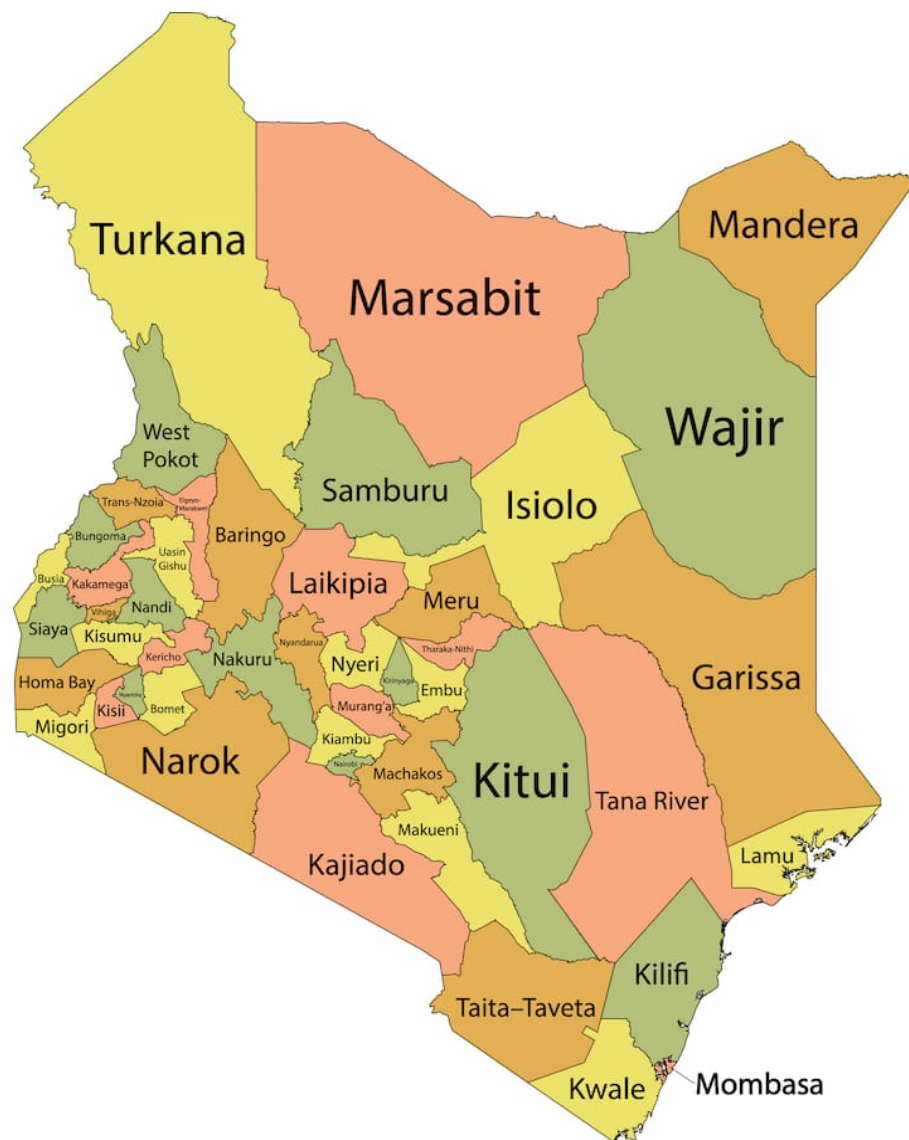 Turkana
Marsabit
Mandera
Wajir
West
Pokot
Samburu
Isiolo
Trans-Nzoia
Elgeyo-
Marakwet
Baringo
Bungoma
Uasin
Gishu
Busia
Kakamega
Laikipia
Meru
Vihiga
Nandi
Siaya
Kisumu
Kericho
Nakuru
Nyandarua
Nyeri
Tharaka-Nithi
Kirinyaga
Embu
Garissa
Homa Bay
Kisii
Nyamira
Bomet
Murang'a
Migori
Narok
Kiambu
Nairobi
Machakos
Kitui
Tana River
Makueni
Kajiado
Lamu
Kilifi
Taita–Taveta
Kwale
Mombasa